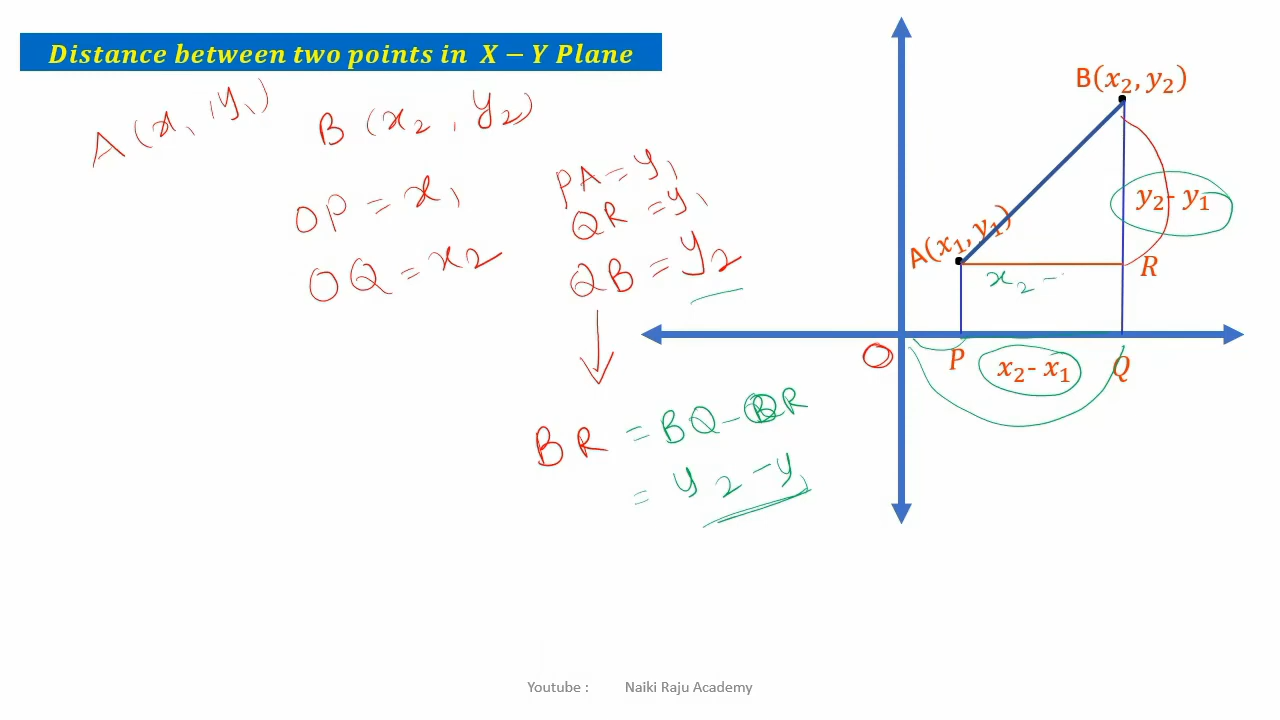 Distance between two points in X – Y Plane
A (x₁, y₁)
B (x₂, y₂)
OP = x₁
OQ = x₂
PA = y₁
QR = y₁
QB = y₂
BR = BQ - QR
= y₂ - y₁
B(x₂, y₂)
y₂- y₁
A(x₁, y₁)
R
x₂ -
O
P
x₂- x₁
Q
Youtube : Naiki Raju Academy